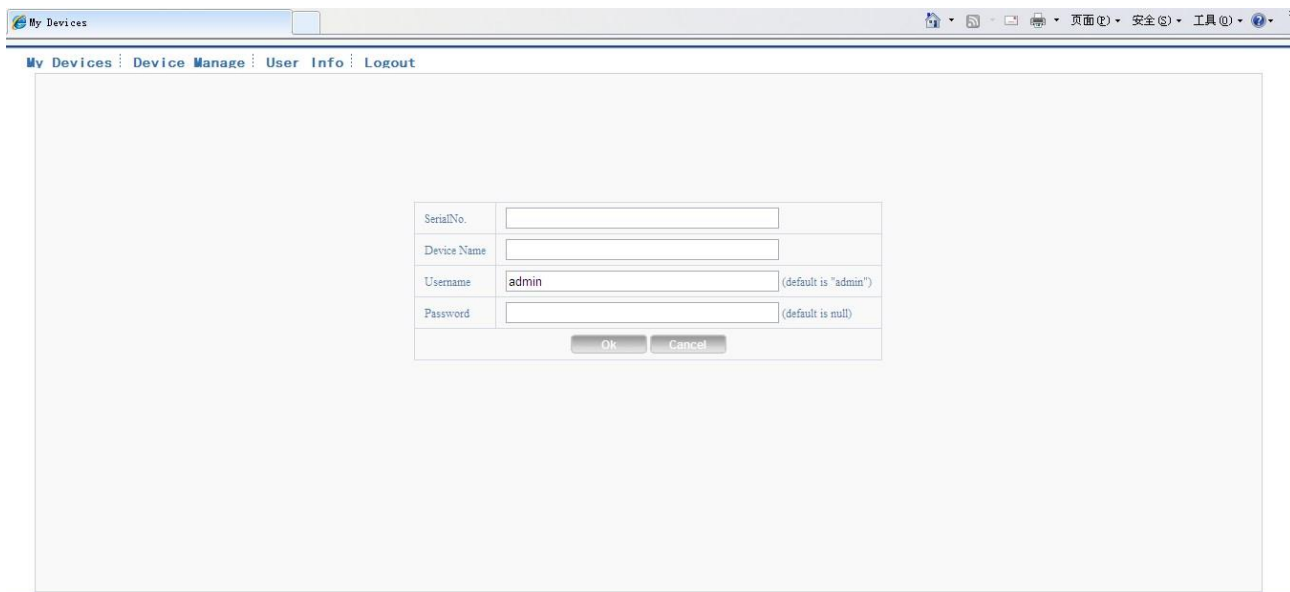 My Devices 页面(P) 安全(S) 工具(O)
My Devices Device Manage User Info Logout
SerialNo.
Device Name
Username admin (default is "admin")
Password (default is null)
Ok Cancel